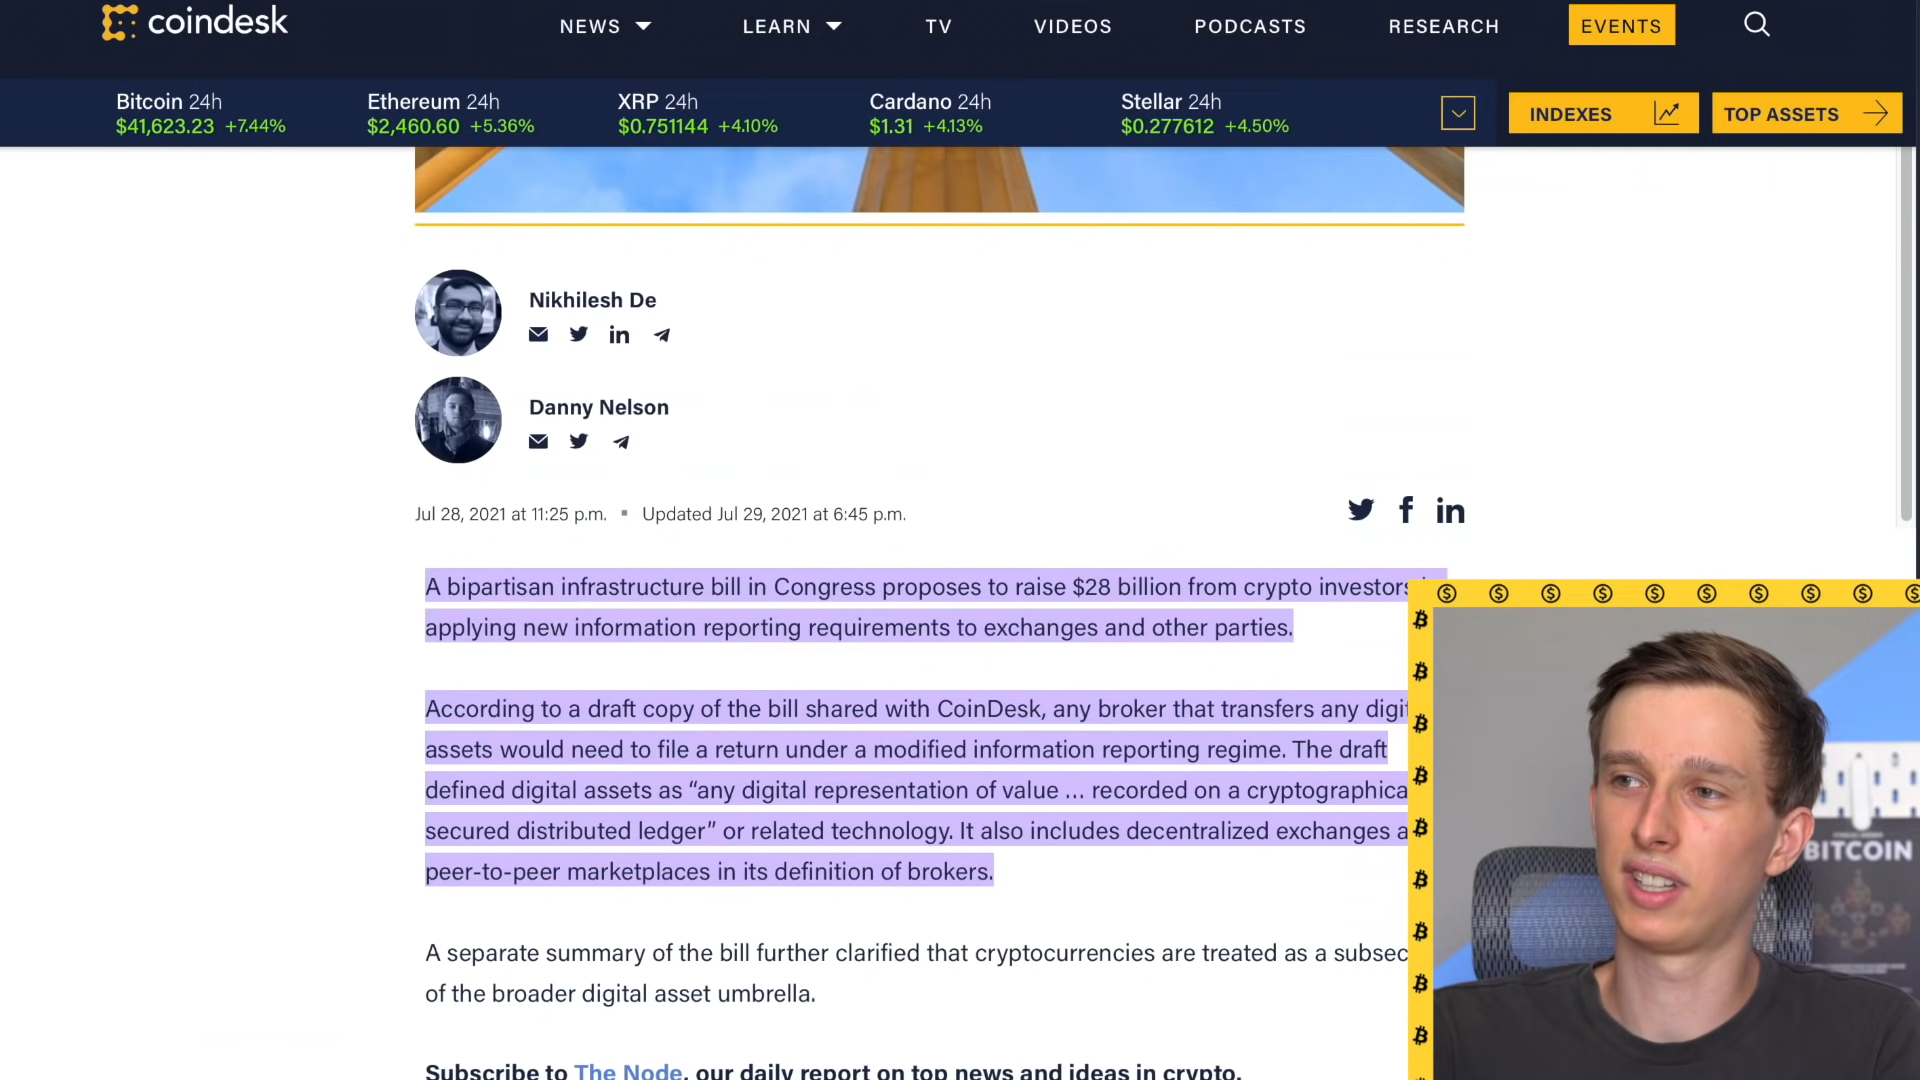 coindesk
NEWS LEARN TV VIDEOS PODCASTS RESEARCH EVENTS
Bitcoin 24h Ethereum 24h XRP 24h Cardano 24h Stellar 24h
$41,623.23 +7.44% $2,460.60 +5.36% $0.751144 +4.10% $1.31 +4.13% $0.277612 +4.50%
INDEXES TOP ASSETS
Nikhilesh De
Danny Nelson
Jul 28, 2021 at 11:25 p.m. ▪ Updated Jul 29, 2021 at 6:45 p.m.
A bipartisan infrastructure bill in Congress proposes to raise $28 billion from crypto investors
applying new information reporting requirements to exchanges and other parties.
According to a draft copy of the bill shared with CoinDesk, any broker that transfers any digit
assets would need to file a return under a modified information reporting regime. The draft
defined digital assets as “any digital representation of value ... recorded on a cryptographica
secured distributed ledger” or related technology. It also includes decentralized exchanges a
peer-to-peer marketplaces in its definition of brokers.
A separate summary of the bill further clarified that cryptocurrencies are treated as a subsec
of the broader digital asset umbrella.
Subscribe to The Node, our daily report on top news and ideas in crypto.
BITCOIN